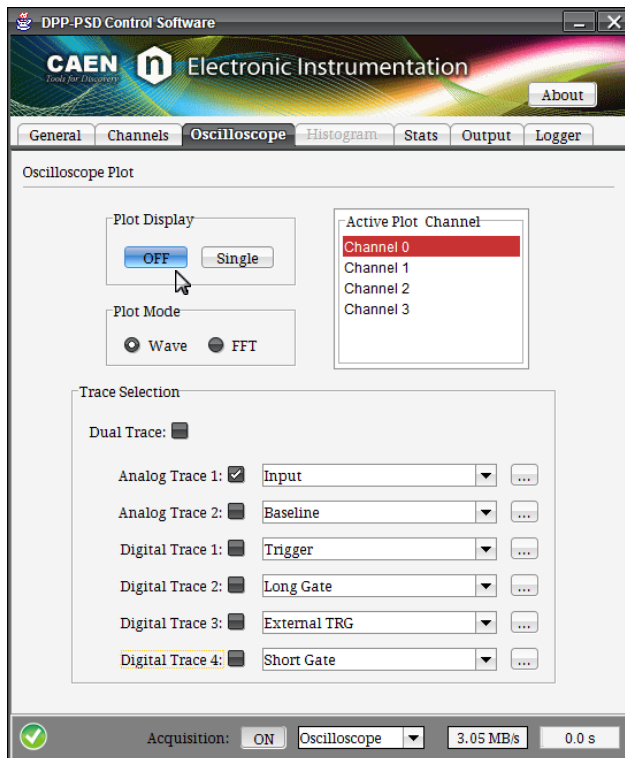 DPP-PSD Control Software
CAEN n Electronic Instrumentation
Tools for Discovery
About
General Channels Oscilloscope Histogram Stats Output Logger
Oscilloscope Plot
Plot Display
OFF Single
Active Plot Channel
Channel 0
Channel 1
Channel 2
Channel 3
Plot Mode
Wave FFT
Trace Selection
Dual Trace:
Analog Trace 1: Input ...
Analog Trace 2: Baseline ...
Digital Trace 1: Trigger ...
Digital Trace 2: Long Gate ...
Digital Trace 3: External TRG ...
Digital Trace 4: Short Gate ...
Acquisition: ON Oscilloscope 3.05 MB/s 0.0 s